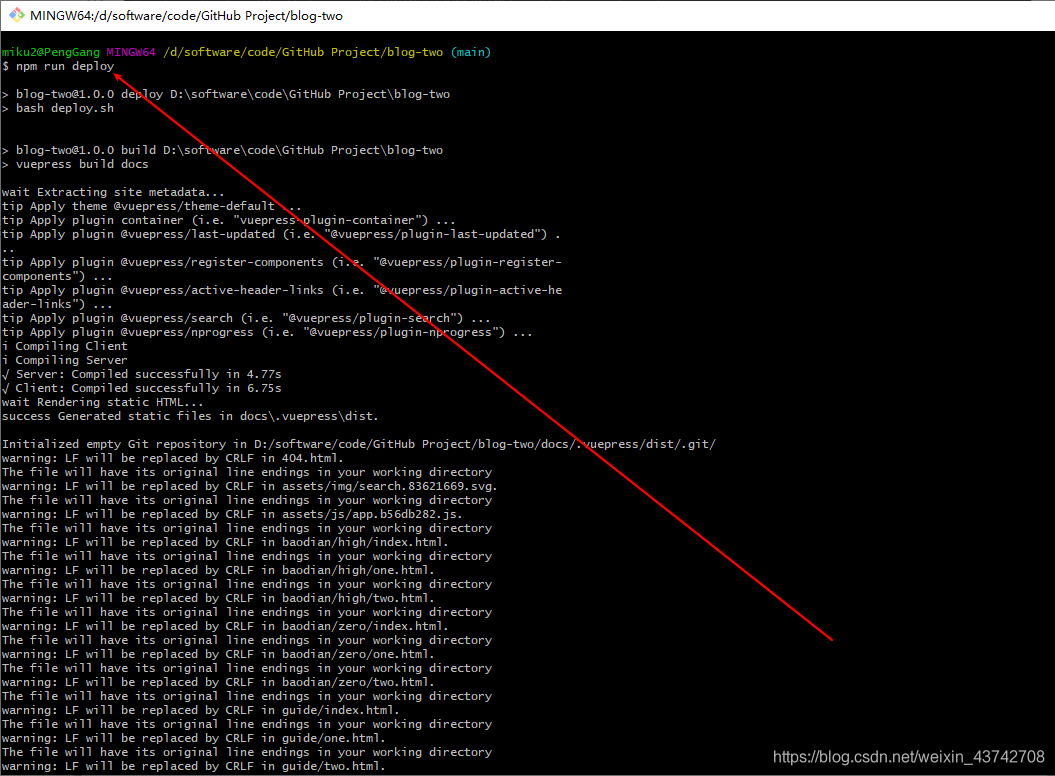 MINGW64:/d/software/code/GitHub Project/blog-two
miku2@PengGang MINGW64 /d/software/code/GitHub Project/blog-two (main)
$ npm run deploy
> blog-two@1.0.0 deploy D:\software\code\GitHub Project\blog-two
> bash deploy.sh
> blog-two@1.0.0 build D:\software\code\GitHub Project\blog-two
> vuepress build docs
wait Extracting site metadata...
tip Apply theme @vuepress/theme-default ...
tip Apply plugin container (i.e. "vuepress-plugin-container") ...
tip Apply plugin @vuepress/last-updated (i.e. "@vuepress/plugin-last-updated") .
..
tip Apply plugin @vuepress/register-components (i.e. "@vuepress/plugin-register-
components") ...
tip Apply plugin @vuepress/active-header-links (i.e. "@vuepress/plugin-active-he
ader-links") ...
tip Apply plugin @vuepress/search (i.e. "@vuepress/plugin-search") ...
tip Apply plugin @vuepress/nprogress (i.e. "@vuepress/plugin-nprogress") ...
i Compiling Client
i Compiling Server
√ Server: Compiled successfully in 4.77s
√ Client: Compiled successfully in 6.75s
wait Rendering static HTML...
success Generated static files in docs\.vuepress\dist.
Initialized empty Git repository in D:/software/code/GitHub Project/blog-two/docs/.vuepress/dist/.git/
warning: LF will be replaced by CRLF in 404.html.
The file will have its original line endings in your working directory
warning: LF will be replaced by CRLF in assets/img/search.83621669.svg.
The file will have its original line endings in your working directory
warning: LF will be replaced by CRLF in assets/js/app.b56db282.js.
The file will have its original line endings in your working directory
warning: LF will be replaced by CRLF in baodian/high/index.html.
The file will have its original line endings in your working directory
warning: LF will be replaced by CRLF in baodian/high/one.html.
The file will have its original line endings in your working directory
warning: LF will be replaced by CRLF in baodian/high/two.html.
The file will have its original line endings in your working directory
warning: LF will be replaced by CRLF in baodian/zero/index.html.
The file will have its original line endings in your working directory
warning: LF will be replaced by CRLF in baodian/zero/one.html.
The file will have its original line endings in your working directory
warning: LF will be replaced by CRLF in baodian/zero/two.html.
The file will have its original line endings in your working directory
warning: LF will be replaced by CRLF in guide/index.html.
The file will have its original line endings in your working directory
warning: LF will be replaced by CRLF in guide/one.html.
The file will have its original line endings in your working directory
warning: LF will be replaced by CRLF in guide/two.html.
https://blog.csdn.net/weixin_43742708